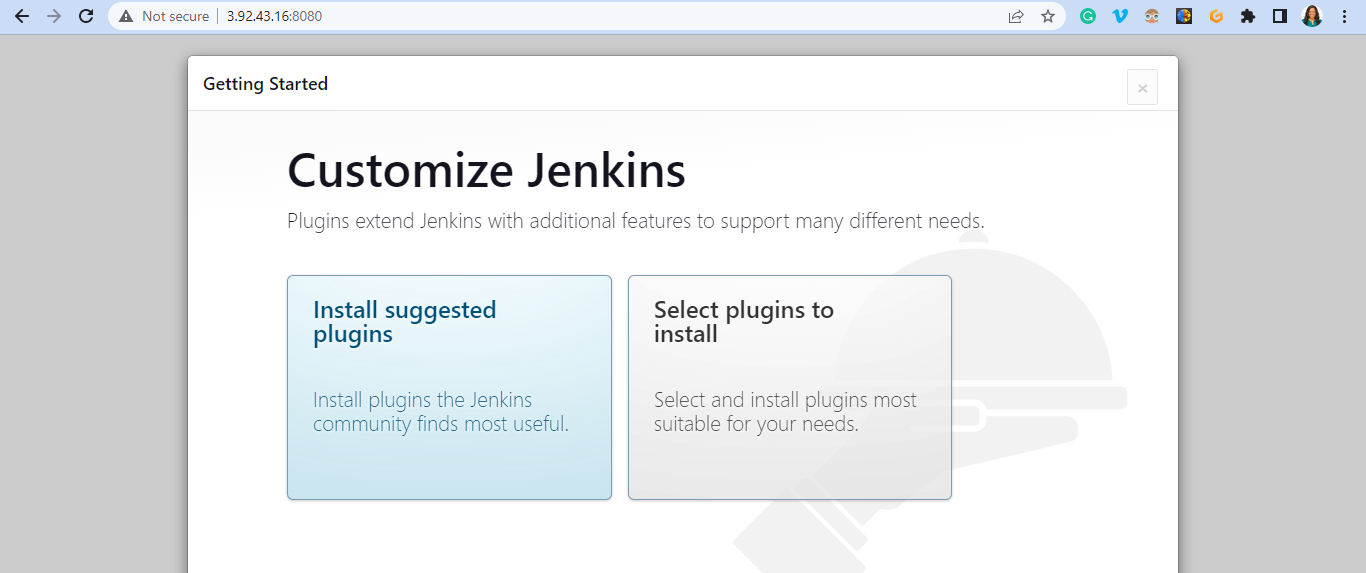 Not secure 3.92.43.16:8080
Getting Started
×
Customize Jenkins
Plugins extend Jenkins with additional features to support many different needs.
Install suggested
plugins
Install plugins the Jenkins
community finds most useful.
Select plugins to
install
Select and install plugins most
suitable for your needs.